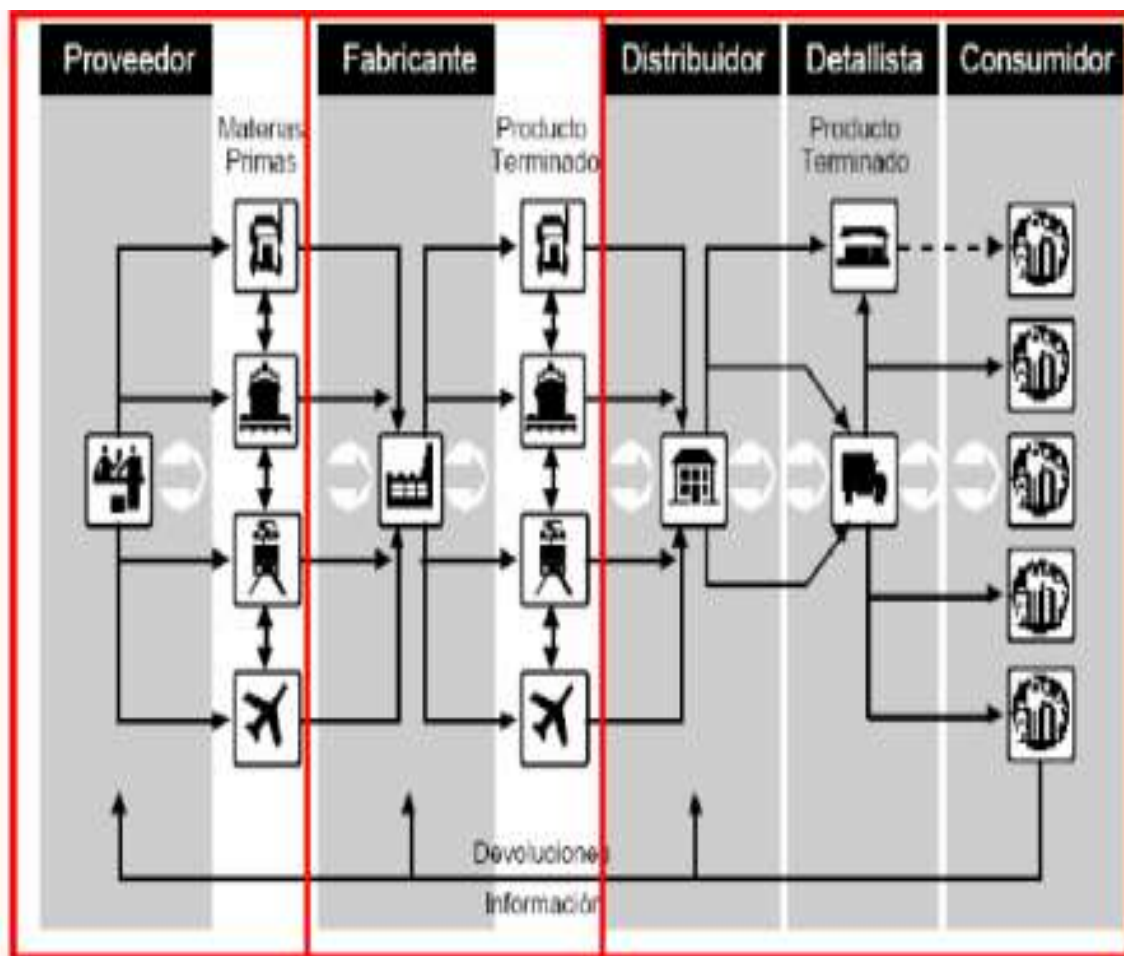 Proveedor
Fabricante
Distribuidor
Detallista
Consumidor
Materias
Primas
Producto
Terminado
Producto
Terminado
Devoluciones
Información